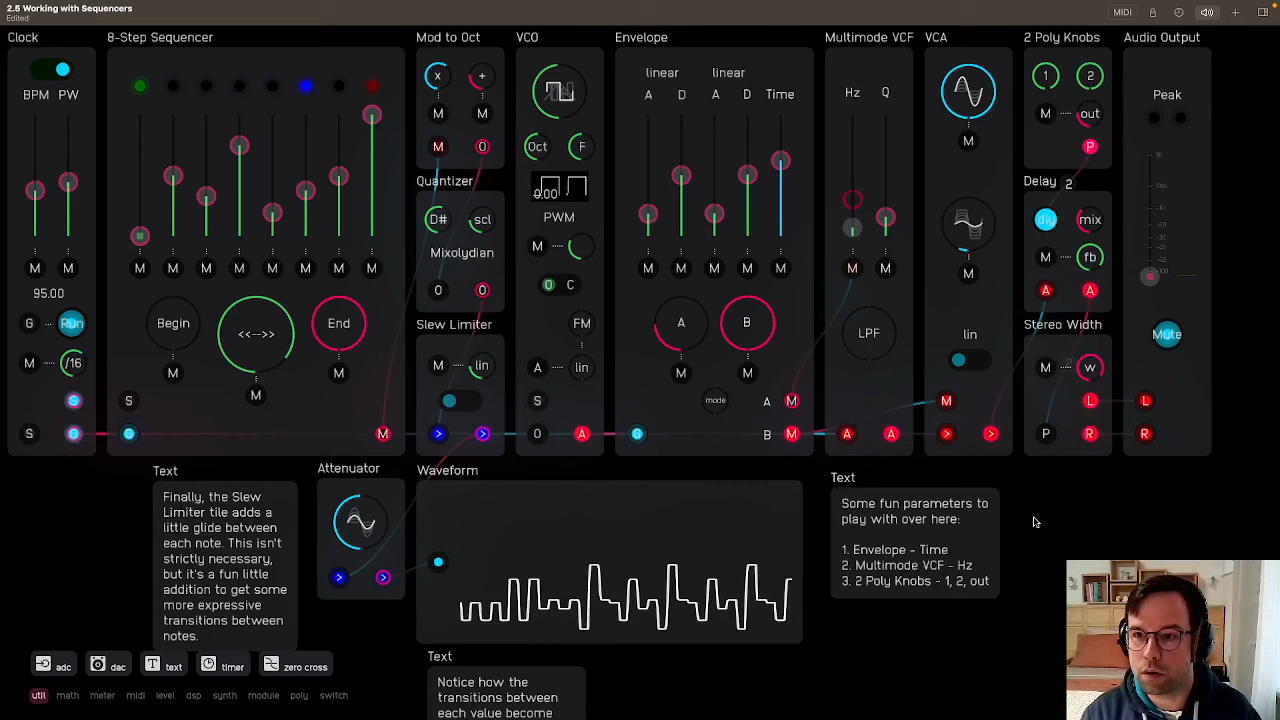 2.5 Working with Sequencers
Edited
MIDI
Clock
8-Step Sequencer
Mod to Oct
VCO
Envelope
Multimode VCF
VCA
2 Poly Knobs
Audio Output
BPM PW
x +
linear linear
A D A D Time
Hz Q
1 2
Peak
M M
M out
Oct F
M O
P
Quantizer
0.00
Delay 2
D# scl
PWM
dly mix
Mixolydian
M
M fb
M M
M M M M M M M M
M M M M M
M M
M
O O
O C
A A
95.00
G Run
Begin
<<-->>
End
Slew Limiter
FM
A B
LPF
lin
Stereo Width
M /16
M M M
M lin
A lin
M M
M w
S
S
S
mode
A M
M
L L
S G
G
M
> >
O A
G
B M
A A
> >
P R R
Text
Attenuator
Waveform
Text
Finally, the Slew
Limiter tile adds a
little glide between
each note. This isn't
strictly necessary,
but it's a fun little
addition to get some
more expressive
transitions between
notes.
> >
Some fun parameters to
play with over here:
1. Envelope - Time
2. Multimode VCF - Hz
3. 2 Poly Knobs - 1, 2, out
Text
Notice how the
transitions between
each value become
adc dac text timer zero cross
util math meter midi level dsp synth module poly switch